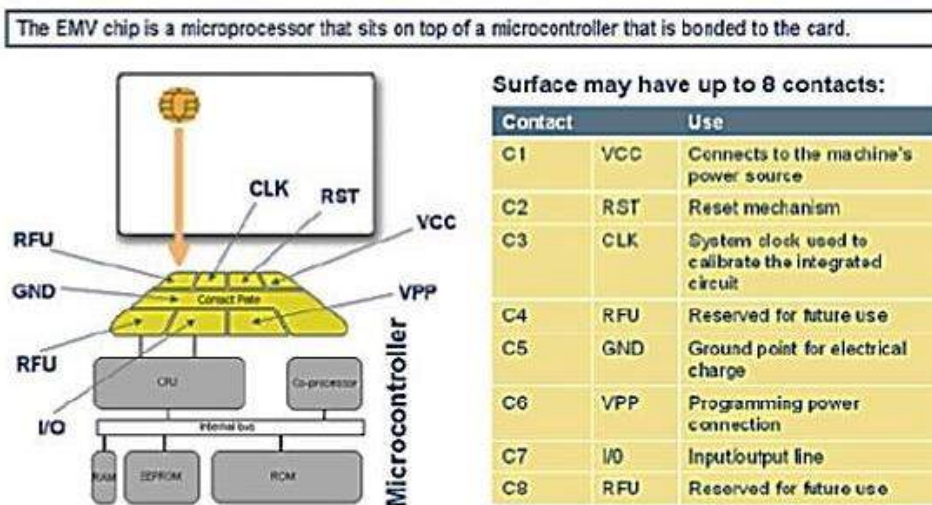 The EMV chip is a microprocessor that sits on top of a microcontroller that is bonded to the card.
Surface may have up to 8 contacts:
Contact Use
C1 VCC Connects to the machine's
power source
C2 RST Reset mechanism
C3 CLK System clock used to
calibrate the integrated
circuit
C4 RFU Reserved for future use
C5 GND Ground point for electrical
charge
C6 VPP Programming power
connection
C7 I/0 Input/output line
C8 RFU Reserved for future use
CLK
RST
RFU
VCC
GND
Contact Plate
VPP
RFU
I/O
CPU
Co-processor
Internal bus
RAM
EEPROM
ROM
Microcontroller